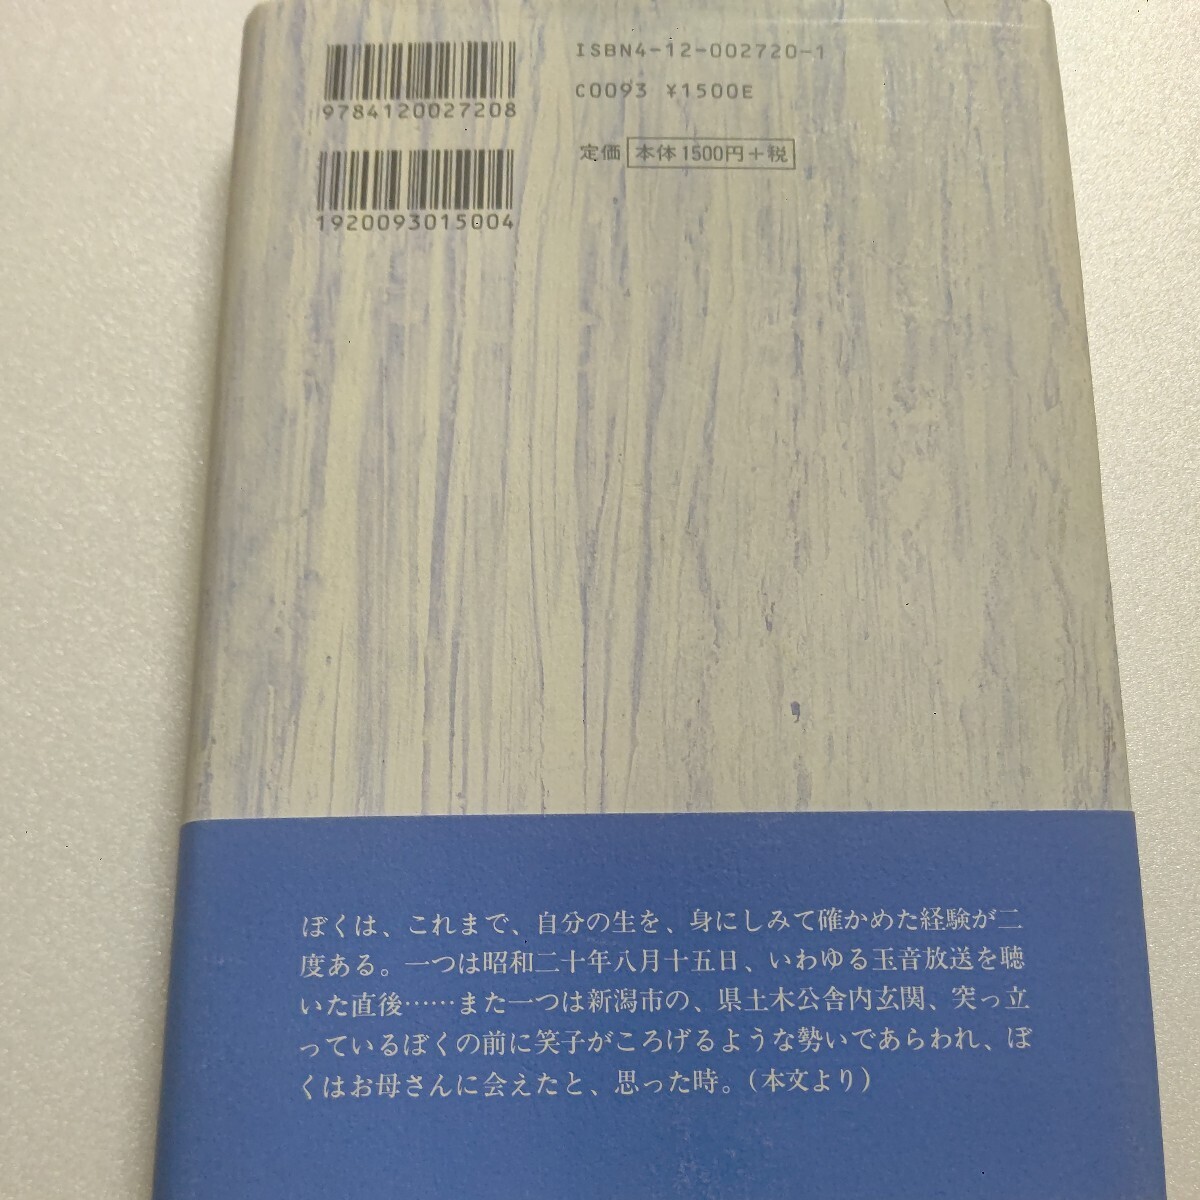 ISBN4-12-002720-1
C0093 ¥1500E
定価 本体1500円+税
9784120027208
1920093015004
ぼくは、これまで、自分の生を、身にしみて確かめた経験が二
度ある。一つは昭和二十年八月十五日、いわゆる玉音放送を聴
いた直後……また一つは新潟市の、県土木公舎内玄関、突っ立
っているぼくの前に笑子がころげるような勢いであらわれ、ぼ
くはお母さんに会えたと、思った時。(本文より)